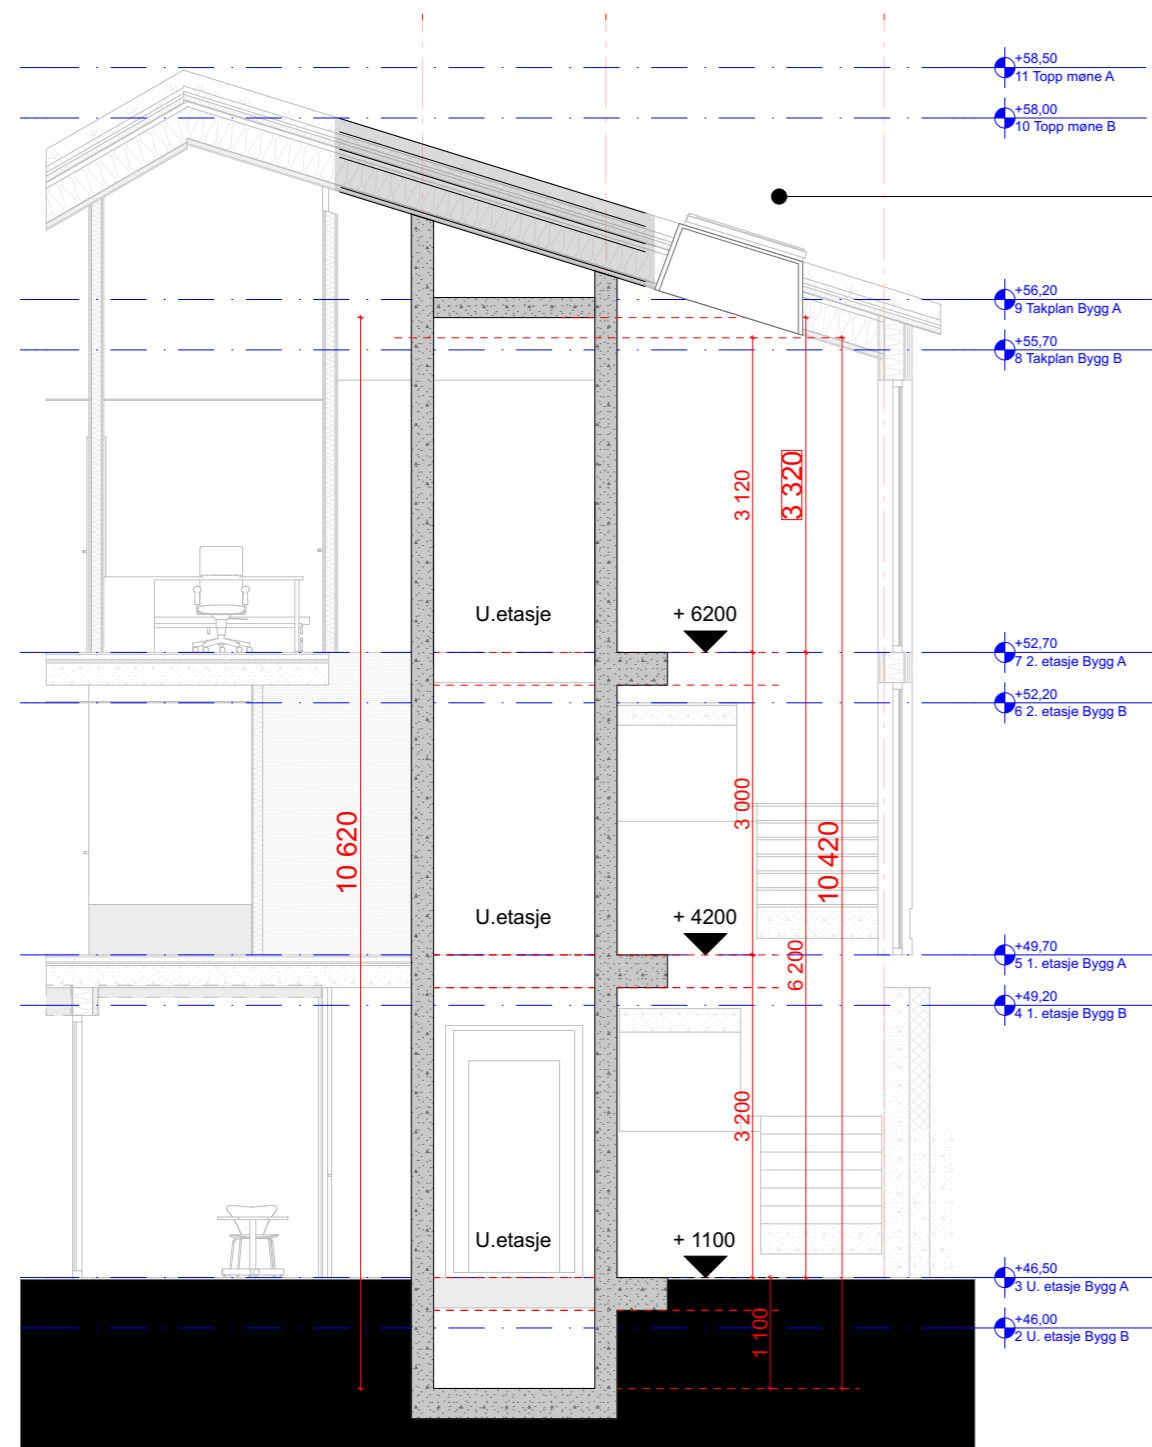 +58,50
11 Topp møne A
+58,00
10 Topp møne B
+56,20
9 Takplan Bygg A
+55,70
8 Takplan Bygg B
3 120
3 320
U.etasje
+ 6200
+52,70
7 2. etasje Bygg A
+52,20
6 2. etasje Bygg B
3 000
10 620
10 420
U.etasje
+ 4200
+49,70
5 1. etasje Bygg A
6 200
+49,20
4 1. etasje Bygg B
3 200
U.etasje
+ 1100
+46,50
3 U. etasje Bygg A
+46,00
2 U. etasje Bygg B
1 100